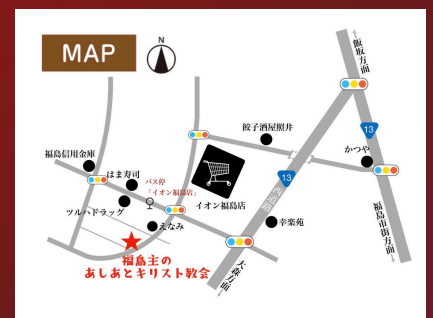 MAP
N
飯坂方面
13
餃子酒屋照井
かつや
福島信用金庫
はま寿司
バス停
「イオン福島店」
イオン福島店
西道路
13
ツルハドラッグ
えなみ
幸楽苑
福島市街方面
大森方面
福島主の
あしあとキリスト教会